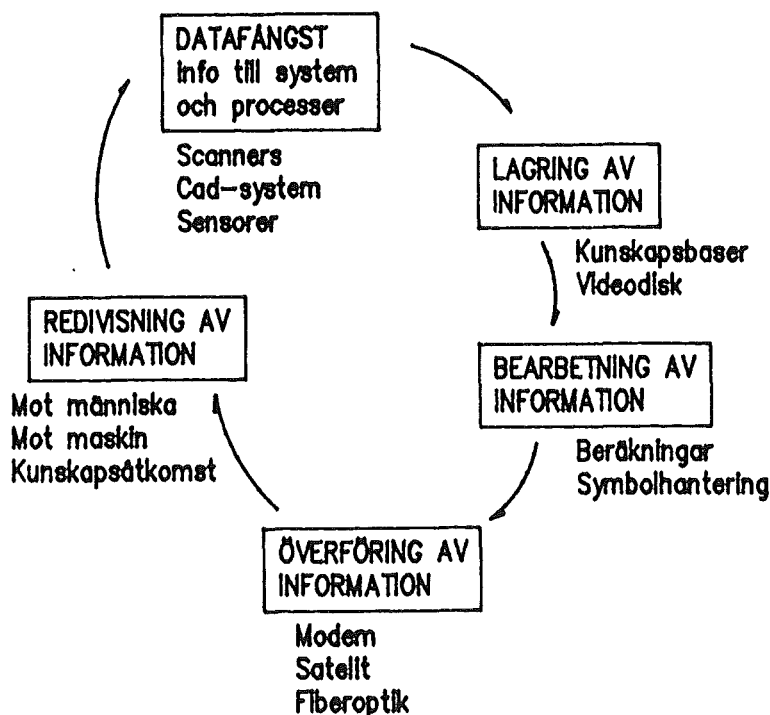 DATAFÅNGST
Info till system
och processer
Scanners
Cad-system
Sensorer
LAGRING AV
INFORMATION
Kunskapsbaser
Videodisk
BEARBETNING AV
INFORMATION
Beräkningar
Symbolhantering
ÖVERFÖRING AV
INFORMATION
Modem
Satelit
Fiberoptik
REDIVISNING AV
INFORMATION
Mot människa
Mot maskin
Kunskapsåtkomst